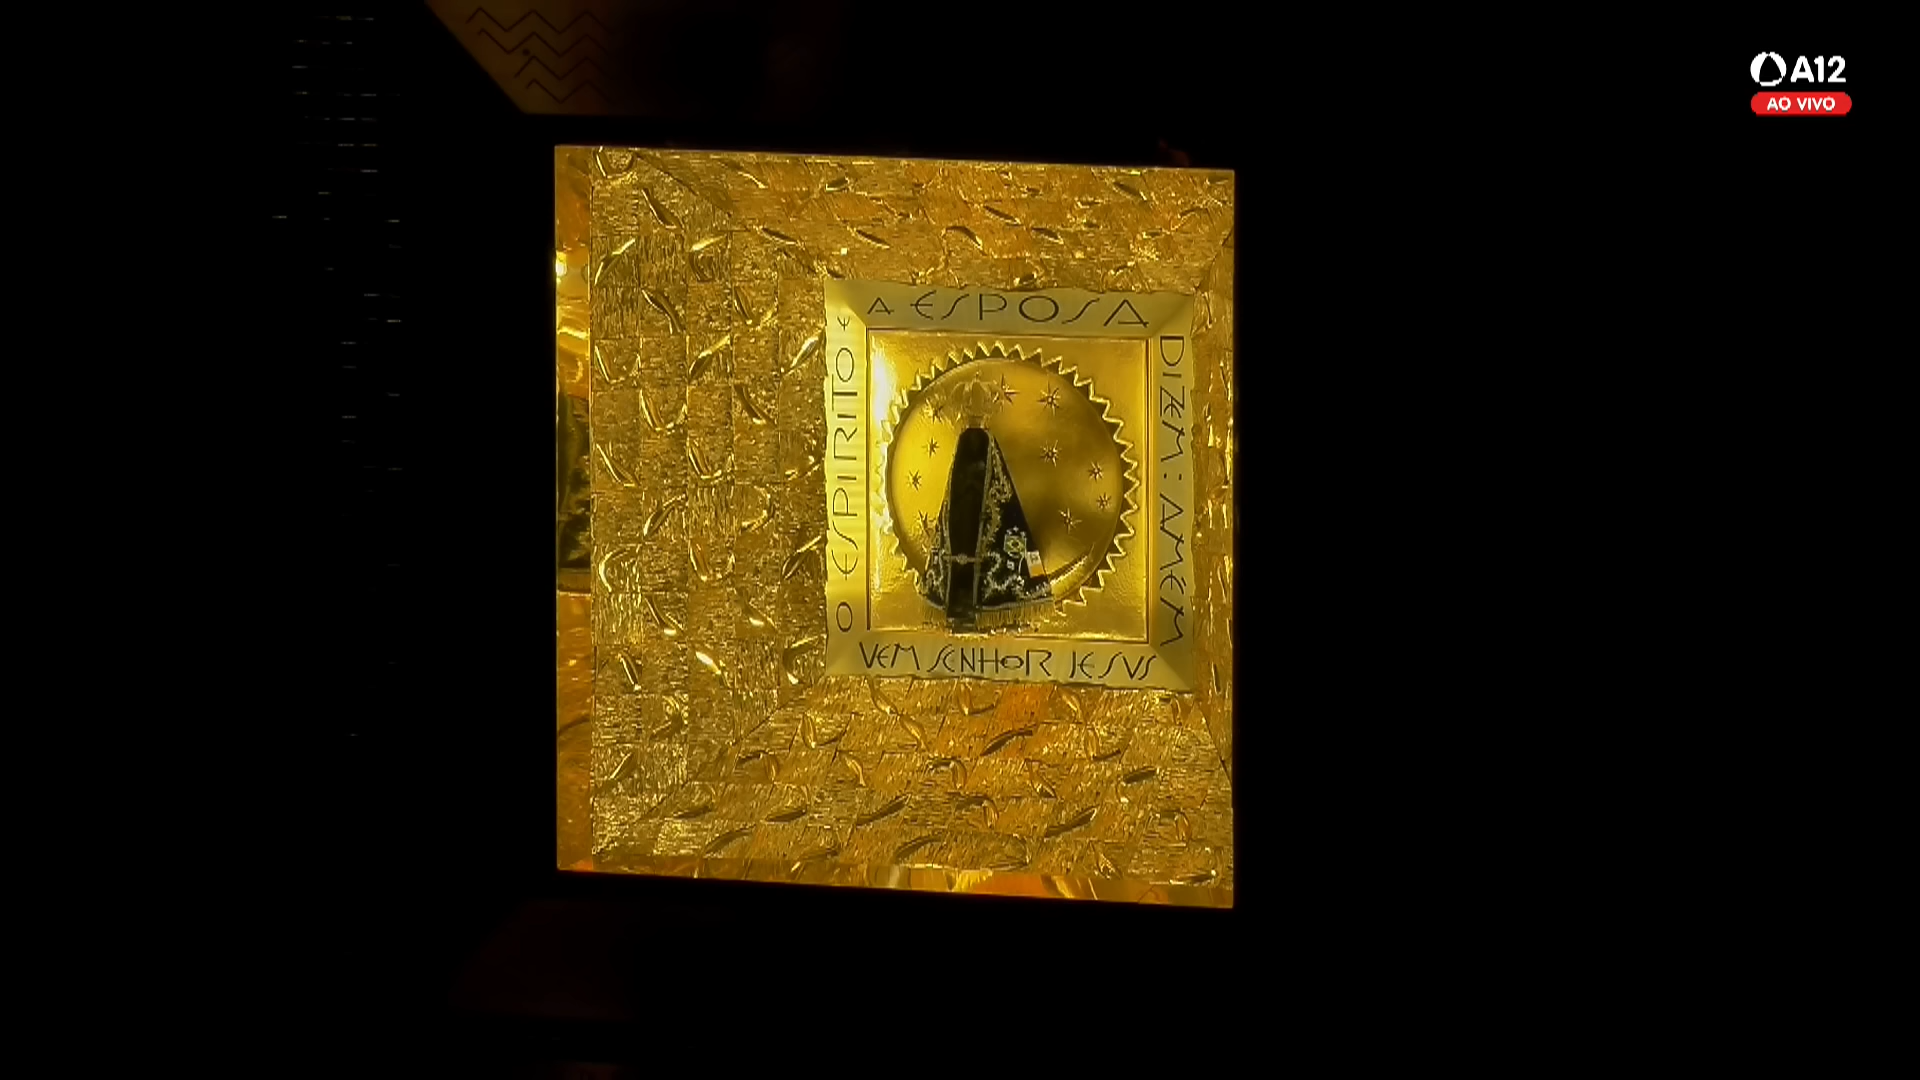 A12
AO VIVO
O ESPIRITO E
A ESPOSA
DIZEM: AMÉM
VEM SENHOR JESUS